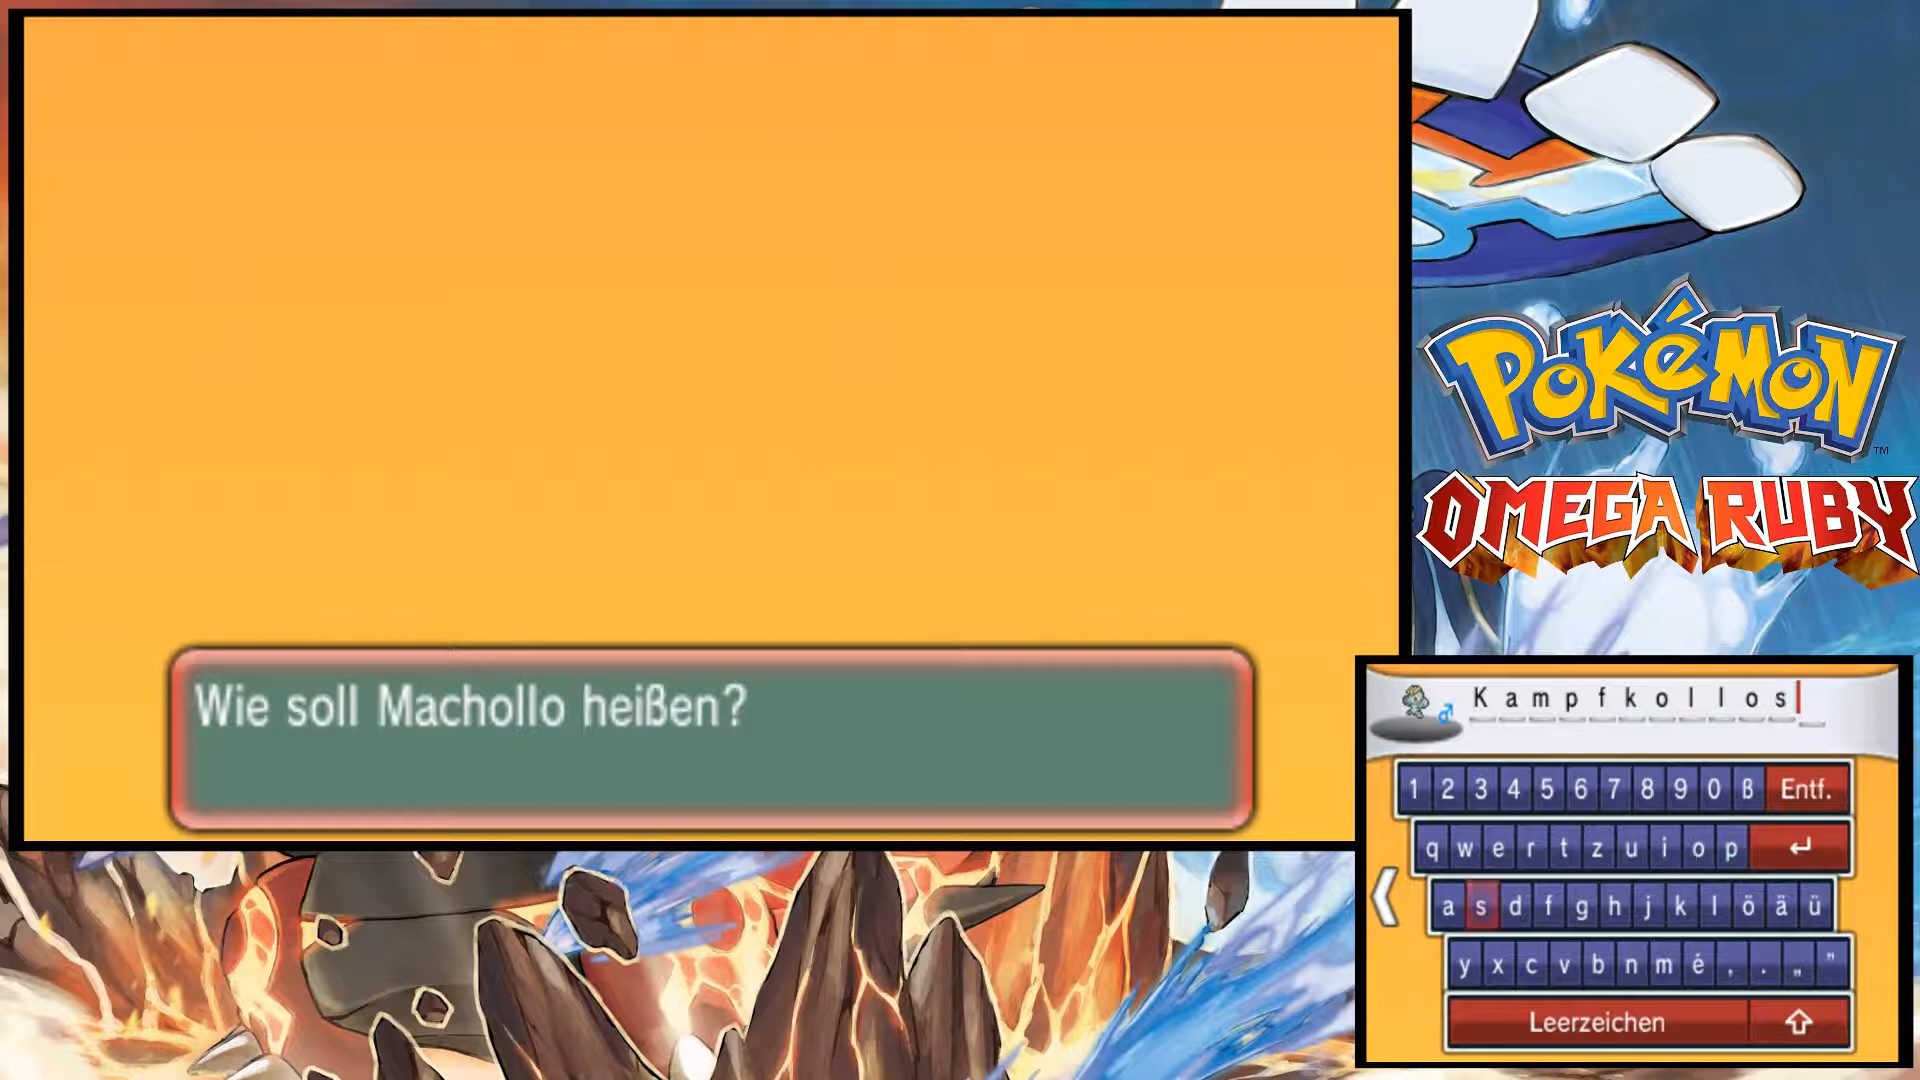 Wie soll Machollo heißen?
POKÉMON
TM
OMEGA RUBY
Kampfkollos
1 2 3 4 5 6 7 8 9 0 ß Entf.
q w e r t z u i o p ↵
a s d f g h j k l ö ä ü
y x c v b n m é , . „ "
Leerzeichen